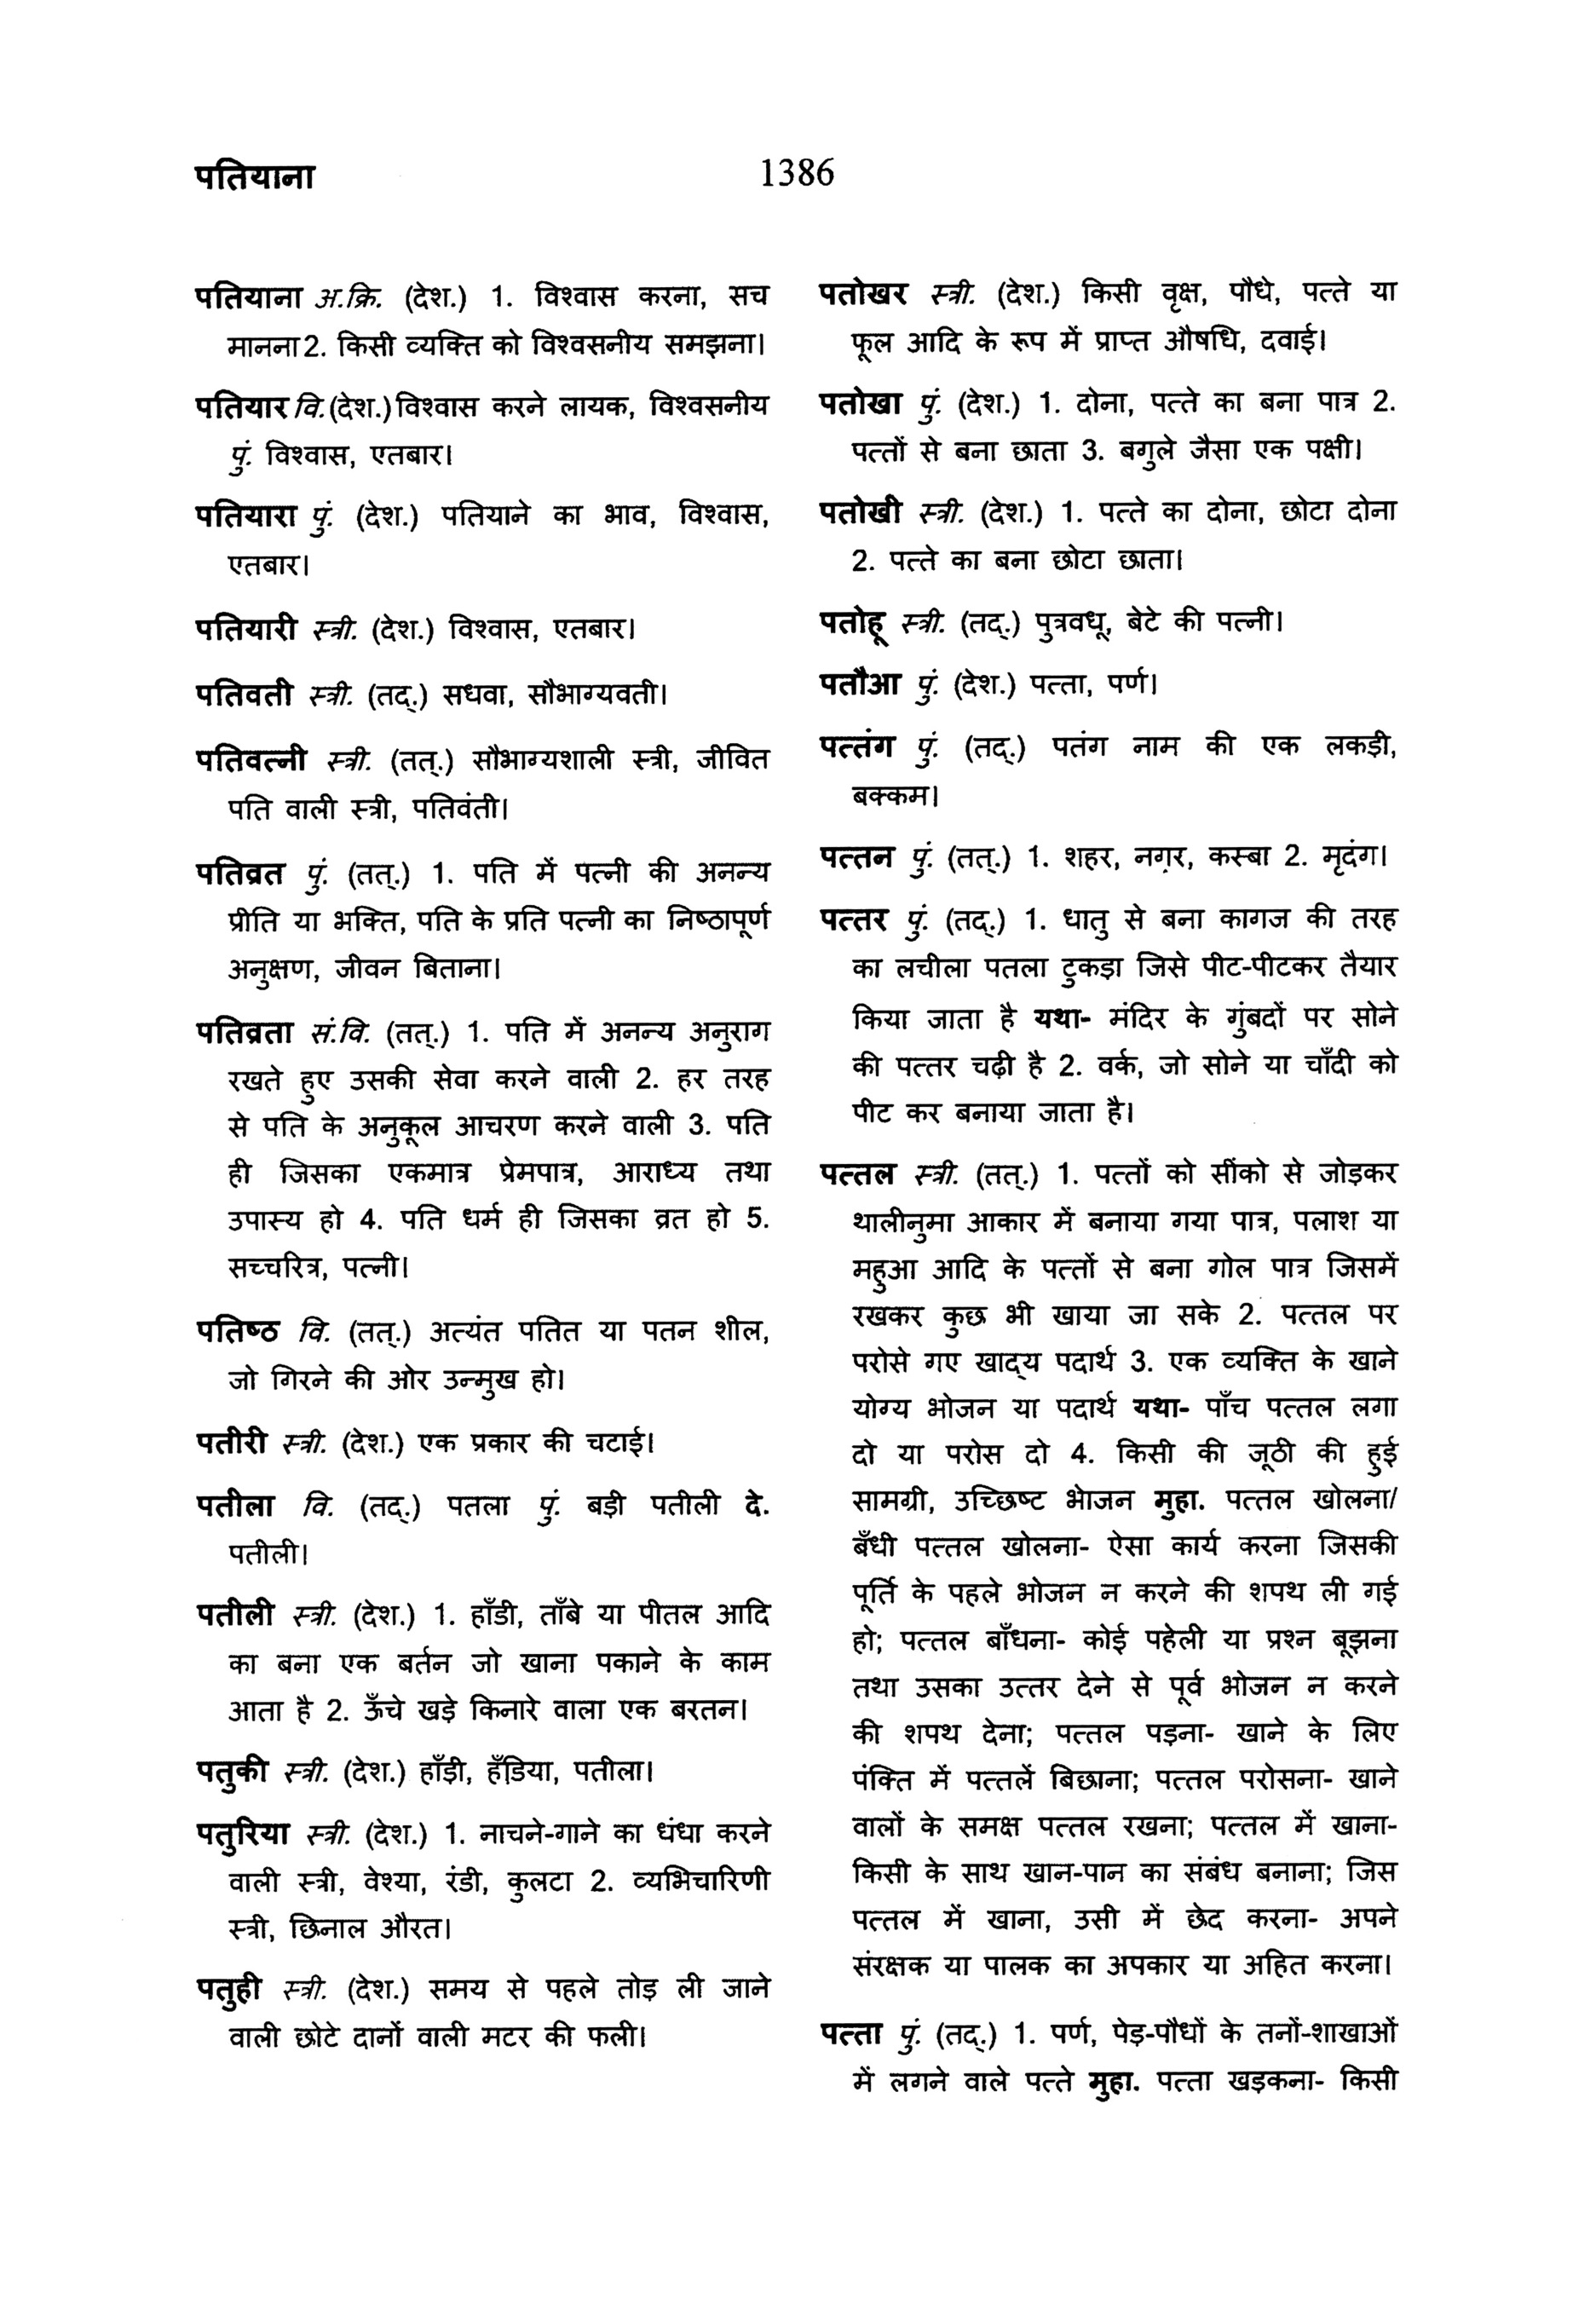 पतियाना
1386
पतियाना अ.क्रि. (देश.) 1. विश्वास करना, सच
मानना 2. किसी व्यक्ति को विश्वसनीय समझना।
पतियार वि. (देश.) विश्वास करने लायक, विश्वसनीय
पुं. विश्वास, एतबार।
पतियारा पुं. (देश.) पतियाने का भाव, विश्वास,
एतबार।
पतियारी स्त्री. (देश.) विश्वास, एतबार।
पतिवती स्त्री. (तद्.) सधवा, सौभाग्यवती।
पतिवत्नी स्त्री. (तत्.) सौभाग्यशाली स्त्री, जीवित
पति वाली स्त्री, पतिवंती।
पतिव्रत पुं. (तत्.) 1. पति में पत्नी की अनन्य
प्रीति या भक्ति, पति के प्रति पत्नी का निष्ठापूर्ण
अनुक्षण, जीवन बिताना।
पतिव्रता सं.वि. (तत्.) 1. पति में अनन्य अनुराग
रखते हुए उसकी सेवा करने वाली 2. हर तरह
से पति के अनुकूल आचरण करने वाली 3. पति
ही जिसका एकमात्र प्रेमपात्र, आराध्य तथा
उपास्य हो 4. पति धर्म ही जिसका व्रत हो 5.
सच्चरित्र, पत्नी।
पतिष्ठ वि. (तत्.) अत्यंत पतित या पतन शील,
जो गिरने की ओर उन्मुख हो।
पतीरी स्त्री. (देश.) एक प्रकार की चटाई।
पतीला वि. (तद्.) पतला पुं. बड़ी पतीली दे.
पतीली।
पतीली स्त्री. (देश.) 1. हाँडी, ताँबे या पीतल आदि
का बना एक बर्तन जो खाना पकाने के काम
आता है 2. ऊँचे खड़े किनारे वाला एक बरतन।
पतुकी स्त्री. (देश.) हाँड़ी, हँडिया, पतीला।
पतुरिया स्त्री. (देश.) 1. नाचने-गाने का धंधा करने
वाली स्त्री, वेश्या, रंडी, कुलटा 2. व्यभिचारिणी
स्त्री, छिनाल औरत।
पतुही स्त्री. (देश.) समय से पहले तोड़ ली जाने
वाली छोटे दानों वाली मटर की फली।
पतोखर स्त्री. (देश.) किसी वृक्ष, पौधे, पत्ते या
फूल आदि के रूप में प्राप्त औषधि, दवाई।
पतोखा पुं. (देश.) 1. दोना, पत्ते का बना पात्र 2.
पत्तों से बना छाता 3. बगुले जैसा एक पक्षी।
पतोखी स्त्री. (देश.) 1. पत्ते का दोना, छोटा दोना
2. पत्ते का बना छोटा छाता।
पतोहू स्त्री. (तद्.) पुत्रवधू, बेटे की पत्नी।
पतौआ पुं. (देश.) पत्ता, पर्ण।
पत्तंग पुं. (तद्.) पतंग नाम की एक लकड़ी,
बक्कम।
पत्तन पुं. (तत्.) 1. शहर, नगर, कस्बा 2. मृदंग।
पत्तर पुं. (तद्.) 1. धातु से बना कागज की तरह
का लचीला पतला टुकड़ा जिसे पीट-पीटकर तैयार
किया जाता है यथा- मंदिर के गुंबदों पर सोने
की पत्तर चढ़ी है 2. वर्क, जो सोने या चाँदी को
पीट कर बनाया जाता है।
पत्तल स्त्री. (तत्.) 1. पत्तों को सींको से जोड़कर
थालीनुमा आकार में बनाया गया पात्र, पलाश या
महुआ आदि के पत्तों से बना गोल पात्र जिसमें
रखकर कुछ भी खाया जा सके 2. पत्तल पर
परोसे गए खाद्य पदार्थ 3. एक व्यक्ति के खाने
योग्य भोजन या पदार्थ यथा- पाँच पत्तल लगा
दो या परोस दो 4. किसी की जूठी की हुई
सामग्री, उच्छिष्ट भेाजन मुहा. पत्तल खोलना/
बँधी पत्तल खोलना- ऐसा कार्य करना जिसकी
पूर्ति के पहले भोजन न करने की शपथ ली गई
हो; पत्तल बाँधना- कोई पहेली या प्रश्न बूझना
तथा उसका उत्तर देने से पूर्व भोजन न करने
की शपथ देना; पत्तल पड़ना- खाने के लिए
पंक्ति में पत्तलें बिछाना; पत्तल परोसना- खाने
वालों के समक्ष पत्तल रखना; पत्तल में खाना-
किसी के साथ खान-पान का संबंध बनाना; जिस
पत्तल में खाना, उसी में छेद करना- अपने
संरक्षक या पालक का अपकार या अहित करना।
पत्ता पुं. (तद्.) 1. पर्ण, पेड़-पौधों के तनों-शाखाओं
में लगने वाले पत्ते मुहा. पत्ता खड़कना- किसी